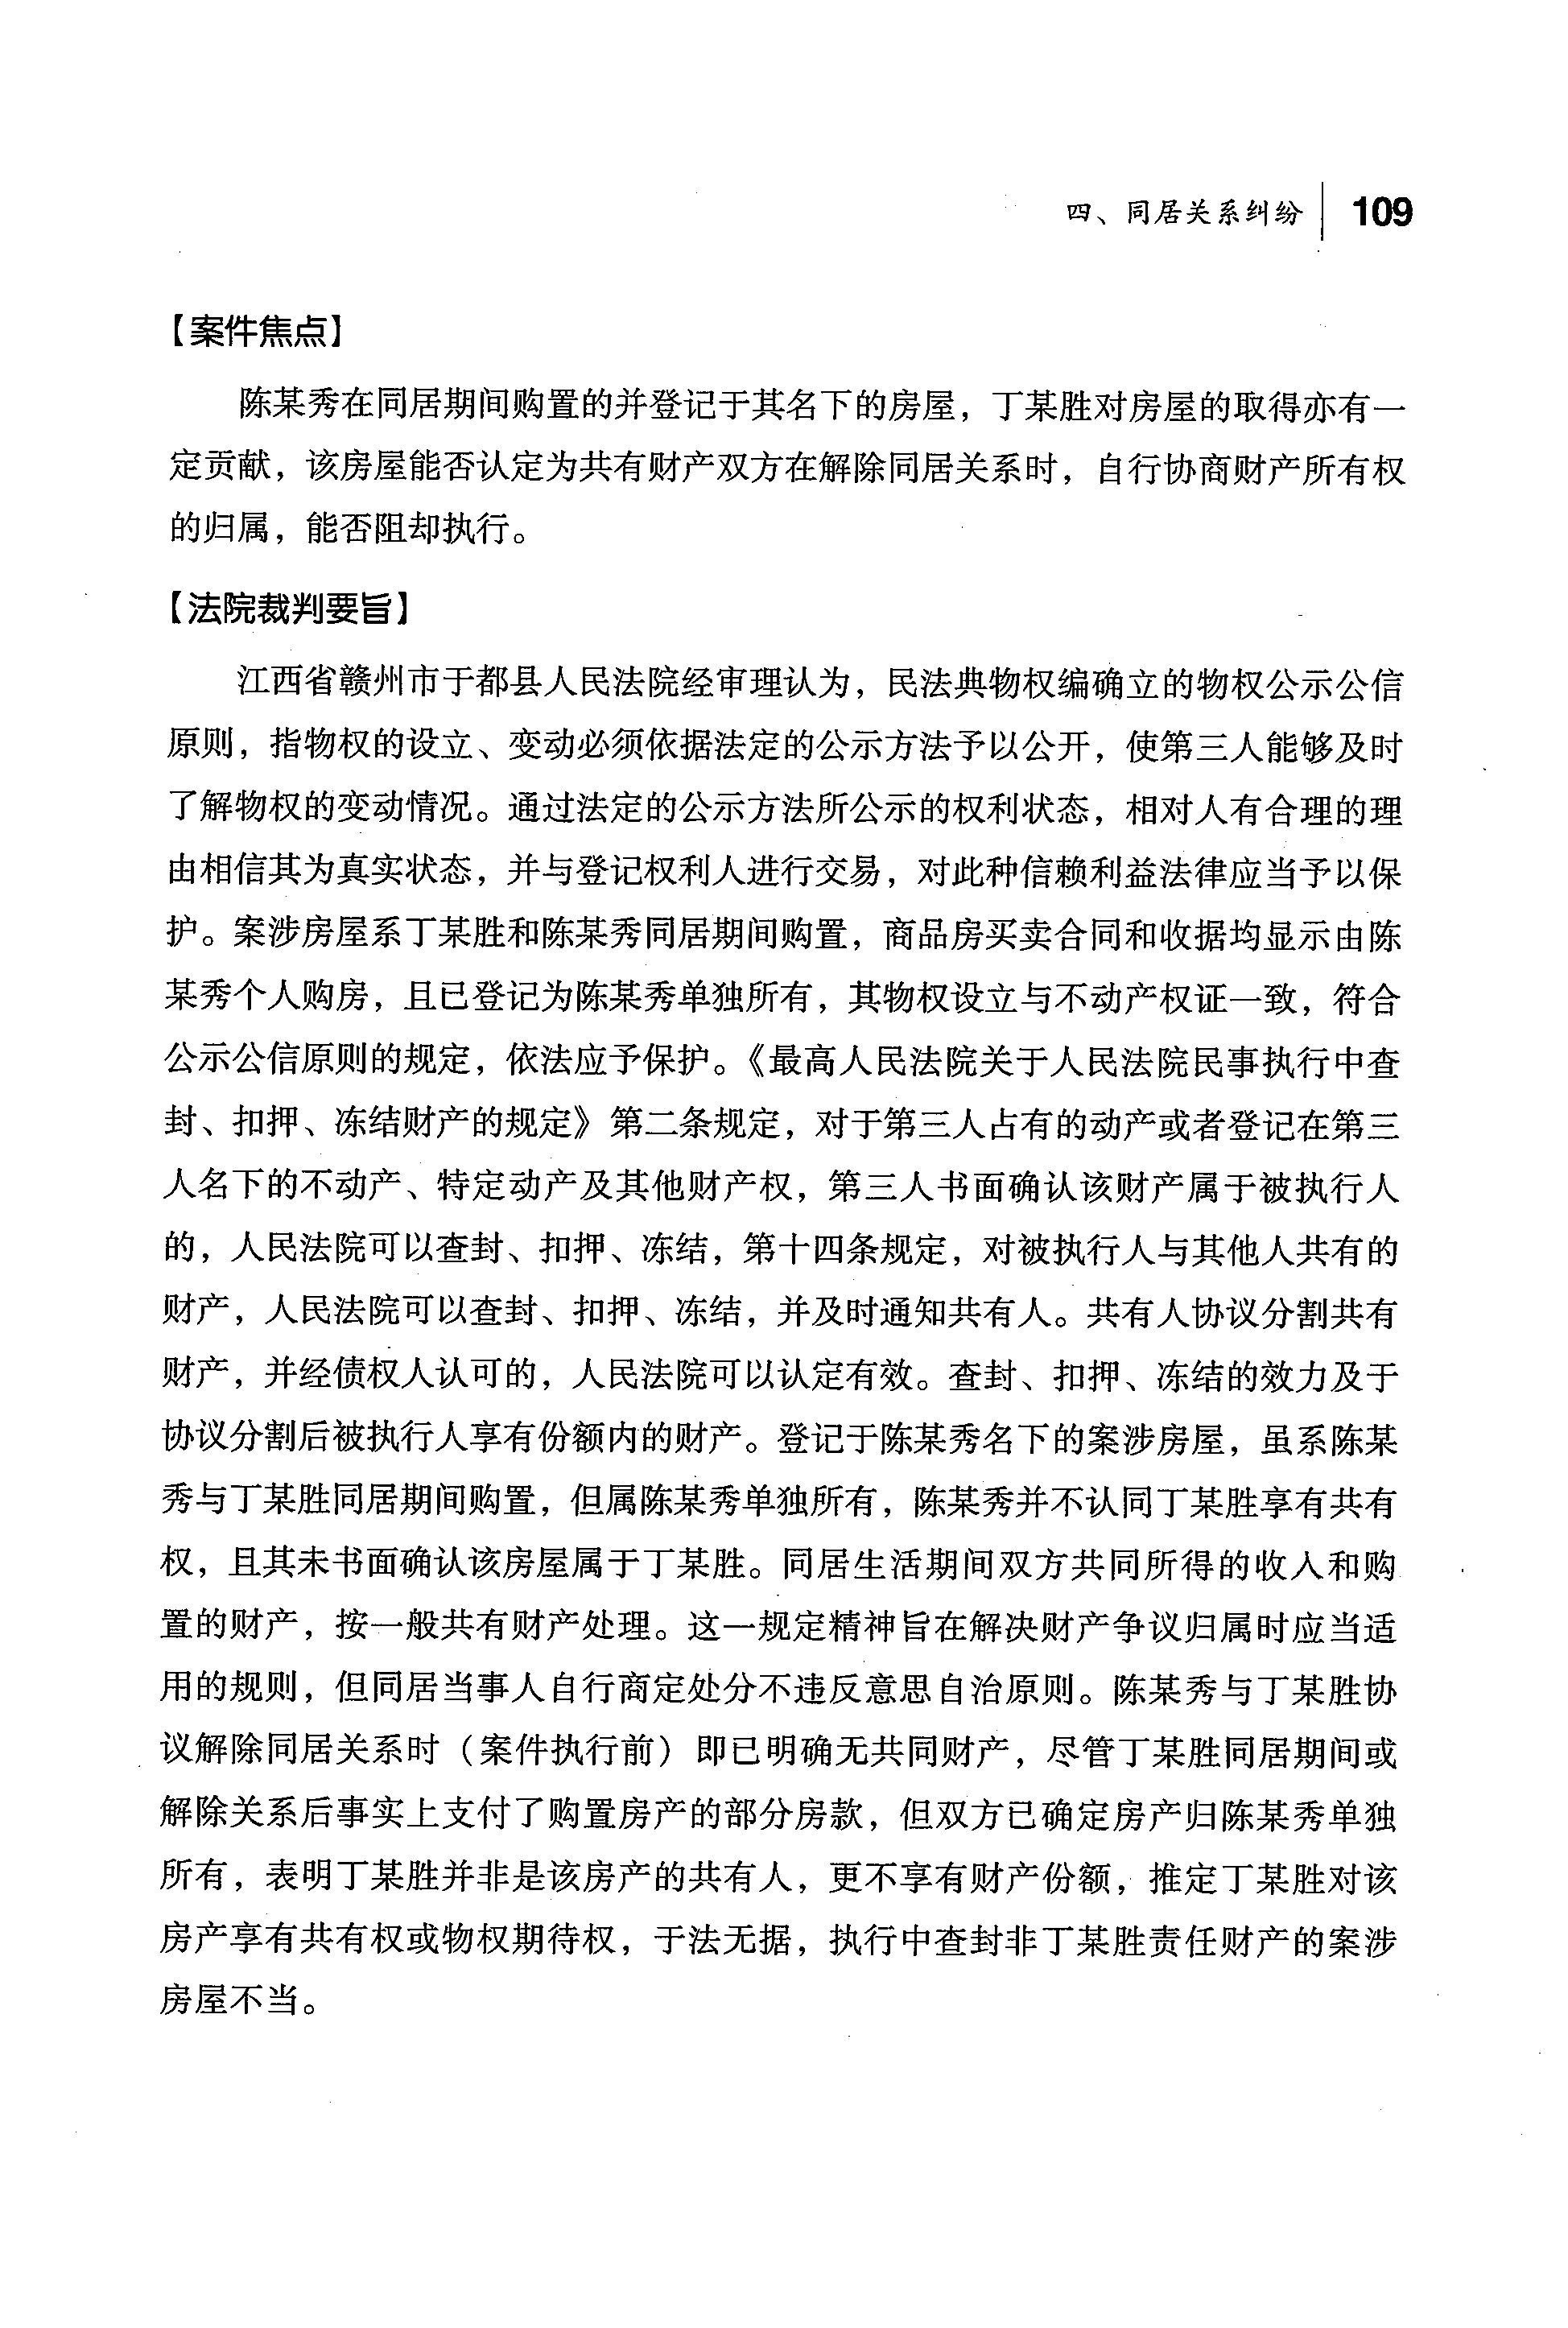 四、同居关系纠纷 109
【案件焦点】
陈某秀在同居期间购置的并登记于其名下的房屋，丁某胜对房屋的取得亦有一
定贡献，该房屋能否认定为共有财产双方在解除同居关系时，自行协商财产所有权
的归属，能否阻却执行。
【法院裁判要旨】
江西省赣州市于都县人民法院经审理认为，民法典物权编确立的物权公示公信
原则，指物权的设立、变动必须依据法定的公示方法予以公开，使第三人能够及时
了解物权的变动情况。通过法定的公示方法所公示的权利状态，相对人有合理的理
由相信其为真实状态，并与登记权利人进行交易，对此种信赖利益法律应当予以保
护。案涉房屋系丁某胜和陈某秀同居期间购置，商品房买卖合同和收据均显示由陈
某秀个人购房，且已登记为陈某秀单独所有，其物权设立与不动产权证一致，符合
公示公信原则的规定，依法应予保护。《最高人民法院关于人民法院民事执行中查
封、扣押、冻结财产的规定》第二条规定，对于第三人占有的动产或者登记在第三
人名下的不动产、特定动产及其他财产权，第三人书面确认该财产属于被执行人
的，人民法院可以查封、扣押、冻结，第十四条规定，对被执行人与其他人共有的
财产，人民法院可以查封、扣押、冻结，并及时通知共有人。共有人协议分割共有
财产，并经债权人认可的，人民法院可以认定有效。查封、扣押、冻结的效力及于
协议分割后被执行人享有份额内的财产。登记于陈某秀名下的案涉房屋，虽系陈某
秀与丁某胜同居期间购置，但属陈某秀单独所有，陈某秀并不认同丁某胜享有共有
权，且其未书面确认该房屋属于丁某胜。同居生活期间双方共同所得的收入和购
置的财产，按一般共有财产处理。这一规定精神旨在解决财产争议归属时应当适
用的规则，但同居当事人自行商定处分不违反意思自治原则。陈某秀与丁某胜协
议解除同居关系时（案件执行前）即已明确无共同财产，尽管丁某胜同居期间或
解除关系后事实上支付了购置房产的部分房款，但双方已确定房产归陈某秀单独
所有，表明丁某胜并非是该房产的共有人，更不享有财产份额，推定丁某胜对该
房产享有共有权或物权期待权，于法无据，执行中查封非丁某胜责任财产的案涉
房屋不当。